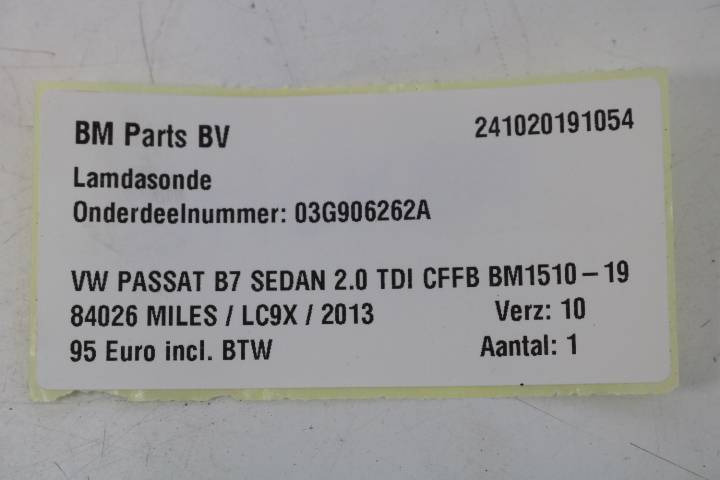 BM Parts BV 241020191054
Lamdasonde
Onderdeelnummer: 03G906262A
VW PASSAT B7 SEDAN 2.0 TDI CFFB BM1510-19
84026 MILES / LC9X / 2013 Verz: 10
95 Euro incl. BTW Aantal: 1